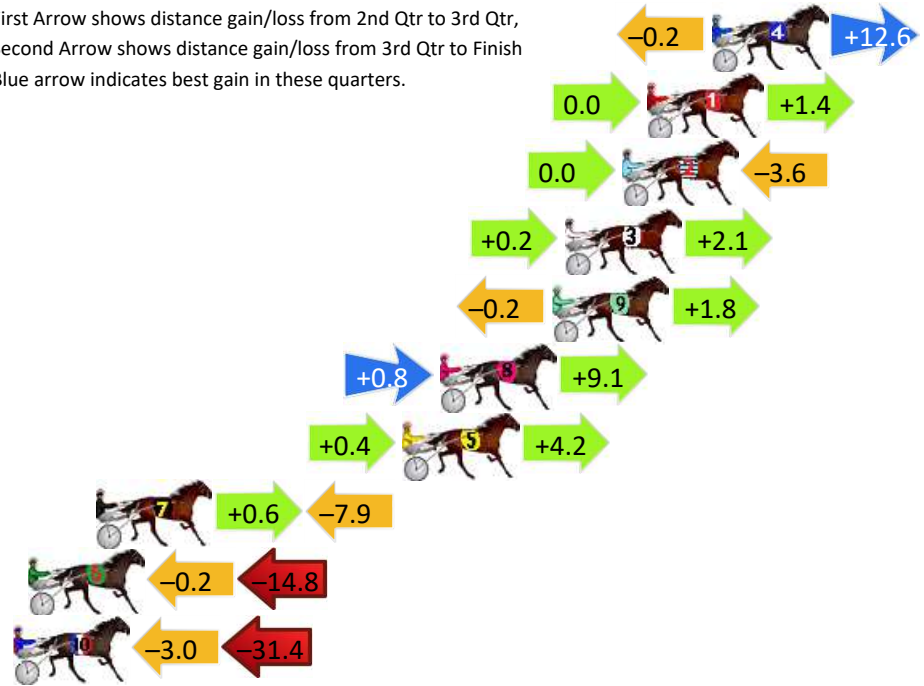 First Arrow shows distance gain/loss from 2nd Qtr to 3rd Qtr,
Second Arrow shows distance gain/loss from 3rd Qtr to Finish
Blue arrow indicates best gain in these quarters.
–0.2 4 +12.6
0.0 1 +1.4
0.0 2 –3.6
+0.2 3 +2.1
–0.2 9 +1.8
+0.8 8 +9.1
+0.4 5 +4.2
7 +0.6 –7.9
6 –0.2 –14.8
10 –3.0 –31.4